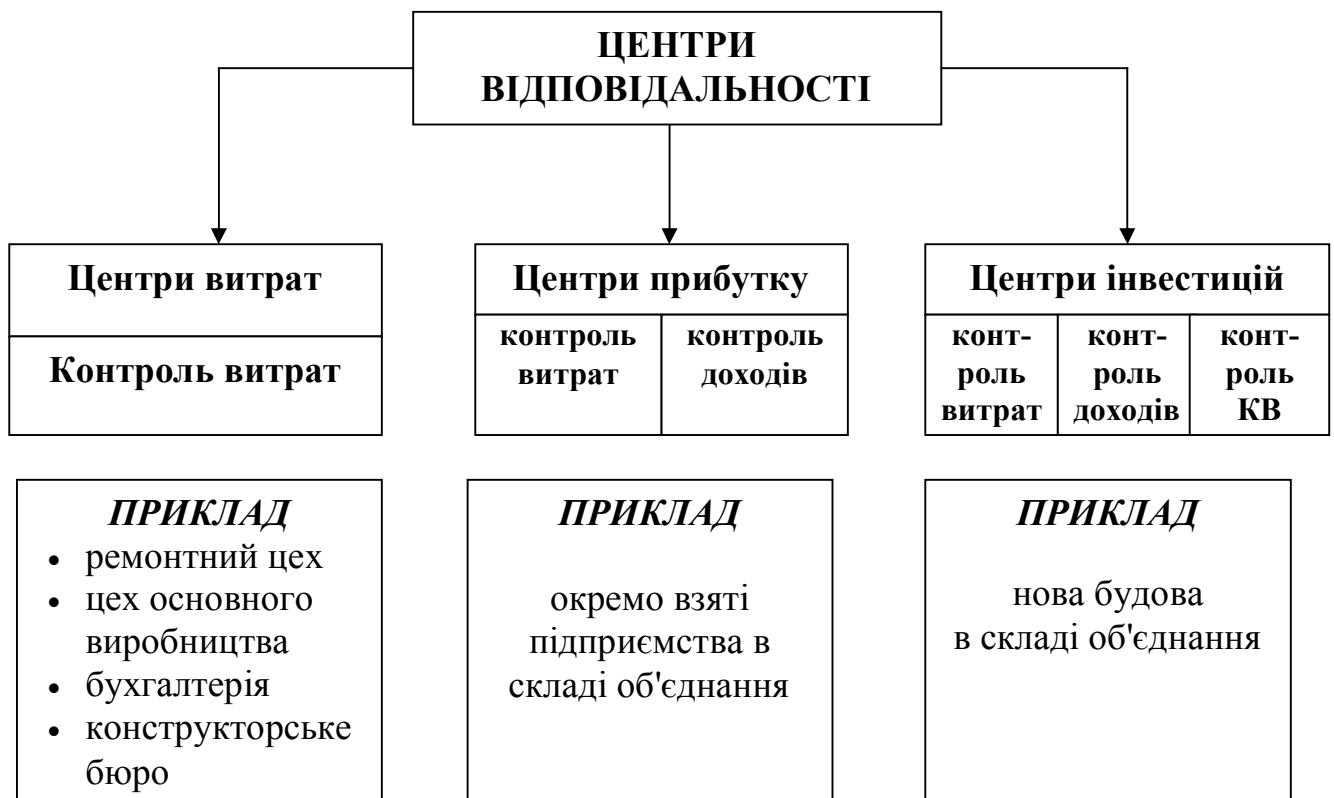 ЦЕНТРИ
ВІДПОВІДАЛЬНОСТІ
Центри витрат
Контроль витрат
Центри прибутку
контроль
витрат
контроль
доходів
Центри інвестицій
конт-
роль
витрат
конт-
роль
доходів
конт-
роль
КВ
ПРИКЛАД
• ремонтний цех
• цех основного
виробництва
• бухгалтерія
• конструкторське
бюро
ПРИКЛАД
окремо взяті
підприємства в
складі об'єднання
ПРИКЛАД
нова будова
в складі об'єднання